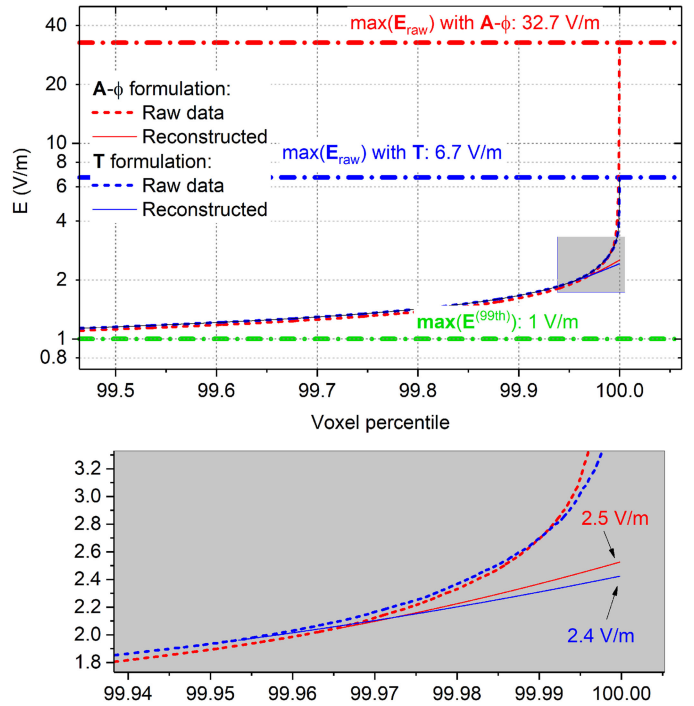 40
20
10
8
6
4
2
1
0.8
E (V/m)
max(E_raw) with A-ϕ: 32.7 V/m
A-ϕ formulation:
Raw data
Reconstructed
T formulation:
Raw data
Reconstructed
max(E_raw) with T: 6.7 V/m
max(E^(99th)): 1 V/m
99.5 99.6 99.7 99.8 99.9 100.0
Voxel percentile
3.2
3.0
2.8
2.6
2.4
2.2
2.0
1.8
2.5 V/m
2.4 V/m
99.94 99.95 99.96 99.97 99.98 99.99 100.00